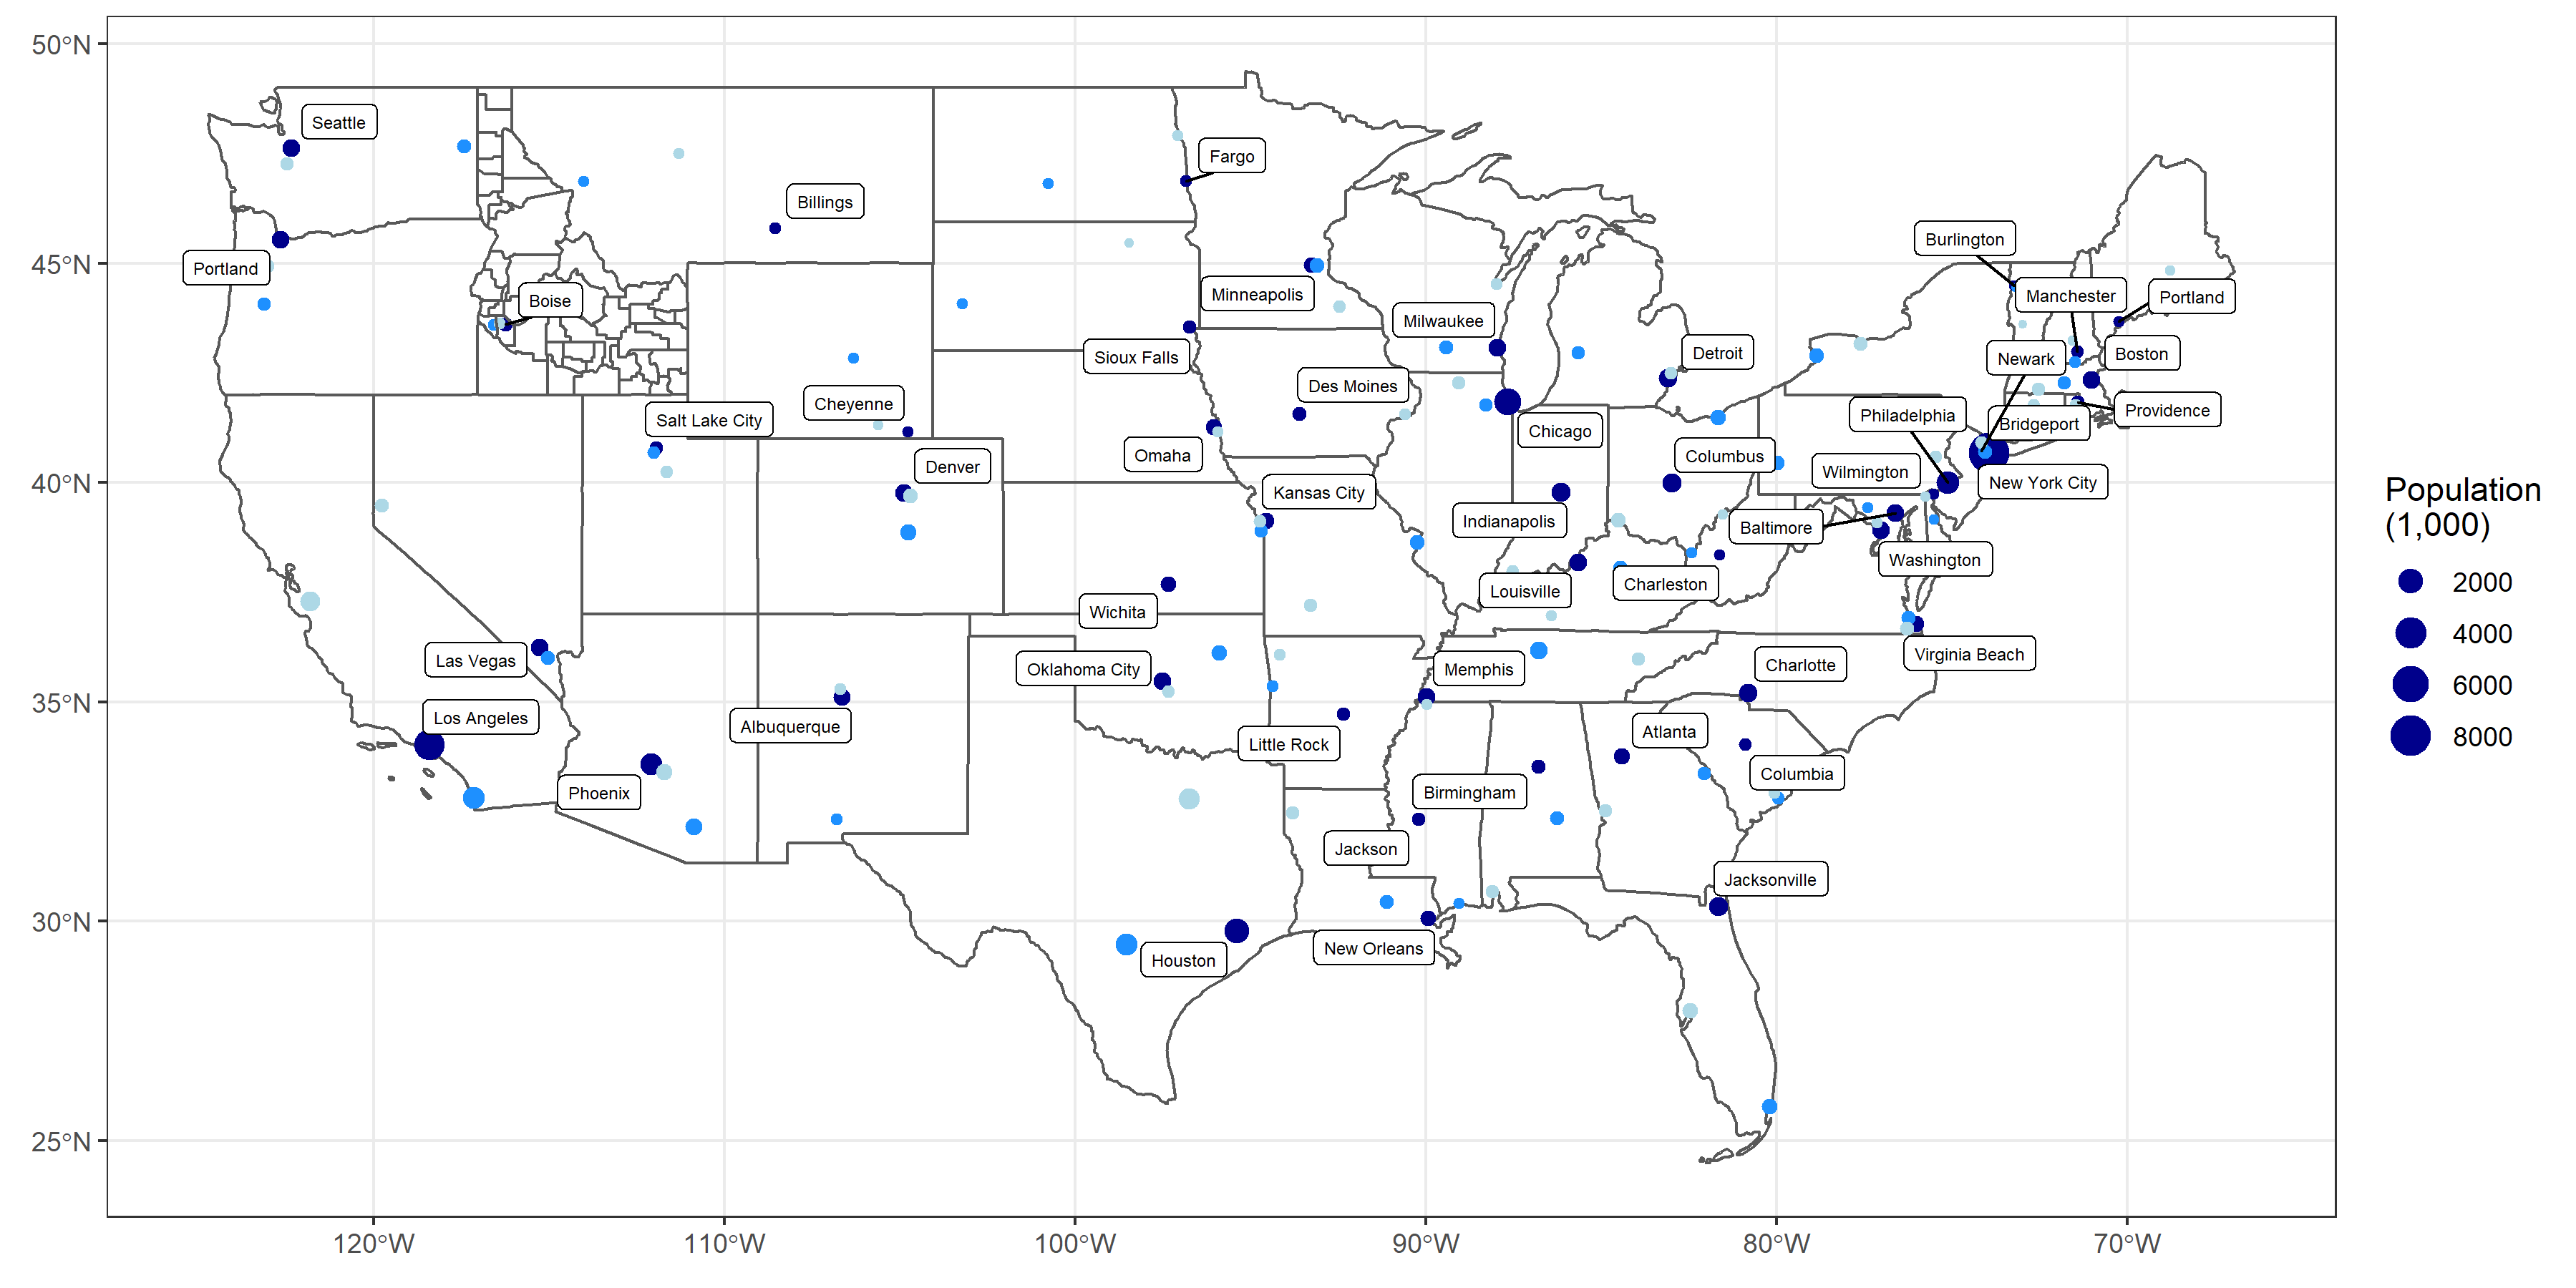 50°N
45°N
40°N
35°N
30°N
25°N
Seattle
Fargo
Billings
Burlington
Portland
Boise
Minneapolis
Manchester
Portland
Milwaukee
Sioux Falls
Detroit
Newark
Boston
Des Moines
Cheyenne
Salt Lake City
Philadelphia
Providence
Bridgeport
Chicago
Omaha
Columbus
Denver
Wilmington
New York City
Kansas City
Indianapolis
Baltimore
Washington
Charleston
Louisville
Wichita
Virginia Beach
Las Vegas
Oklahoma City
Memphis
Charlotte
Los Angeles
Albuquerque
Atlanta
Little Rock
Columbia
Phoenix
Birmingham
Jackson
Jacksonville
New Orleans
Houston
120°W
110°W
100°W
90°W
80°W
70°W
Population
(1,000)
2000
4000
6000
8000